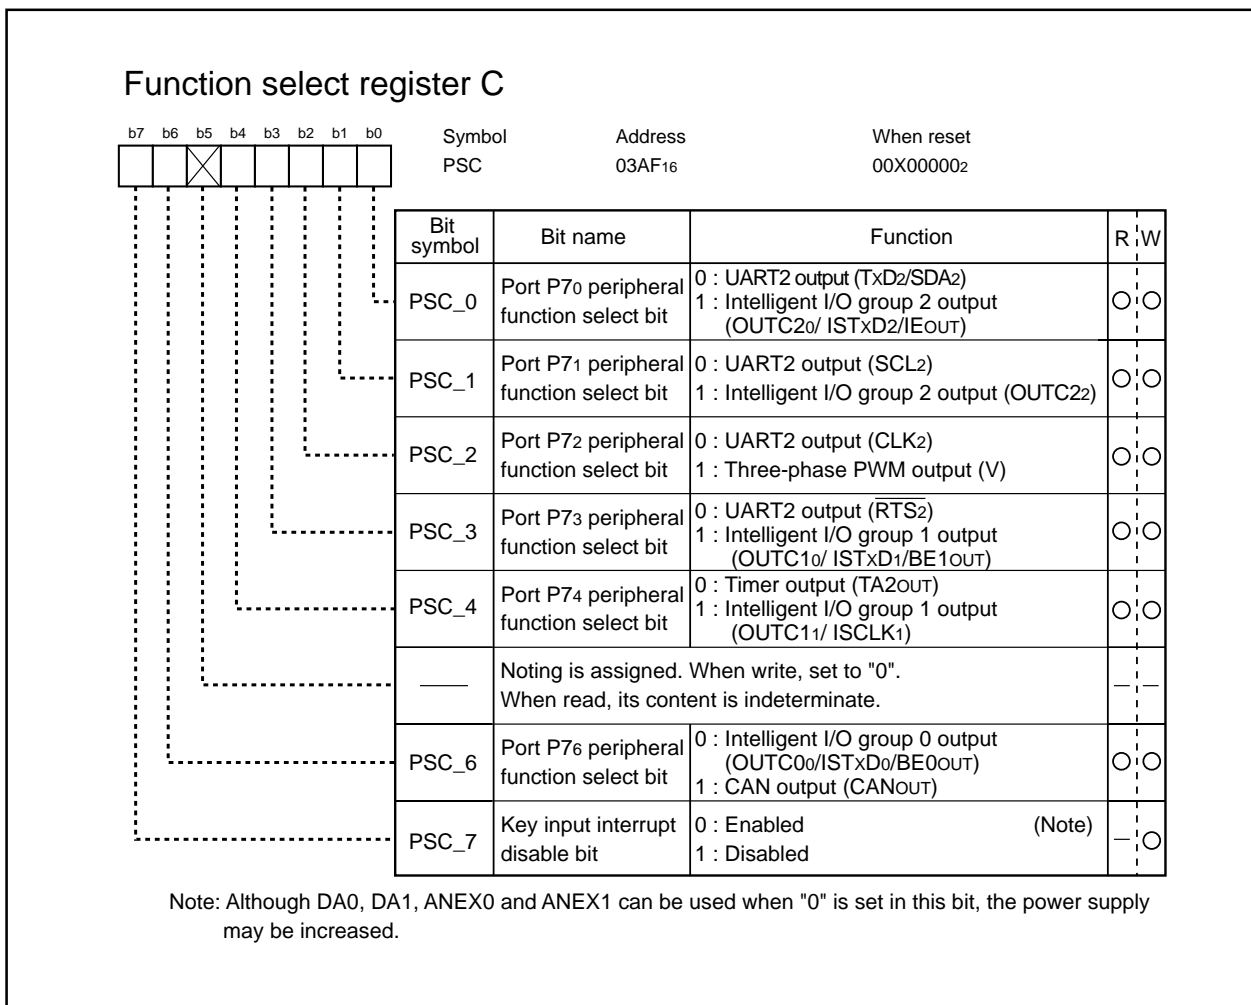 Function select register C
b7 b6 b5 b4 b3 b2 b1 b0
Symbol Address When reset
PSC 03AF16 00X000002
Bit symbol Bit name Function R W
PSC_0 Port P70 peripheral function select bit
0 : UART2 output (TxD2/SDA2)
1 : Intelligent I/O group 2 output
(OUTC20/ ISTxD2/IEOUT)
PSC_1 Port P71 peripheral function select bit
0 : UART2 output (SCL2)
1 : Intelligent I/O group 2 output (OUTC22)
PSC_2 Port P72 peripheral function select bit
0 : UART2 output (CLK2)
1 : Three-phase PWM output (V)
PSC_3 Port P73 peripheral function select bit
0 : UART2 output (RTS2)
1 : Intelligent I/O group 1 output
(OUTC10/ ISTxD1/BE1OUT)
PSC_4 Port P74 peripheral function select bit
0 : Timer output (TA2OUT)
1 : Intelligent I/O group 1 output
(OUTC11/ ISCLK1)
Noting is assigned. When write, set to "0".
When read, its content is indeterminate.
PSC_6 Port P76 peripheral function select bit
0 : Intelligent I/O group 0 output
(OUTC00/ISTxD0/BE0OUT)
1 : CAN output (CANOUT)
PSC_7 Key input interrupt disable bit
0 : Enabled (Note)
1 : Disabled
Note: Although DA0, DA1, ANEX0 and ANEX1 can be used when "0" is set in this bit, the power supply
may be increased.